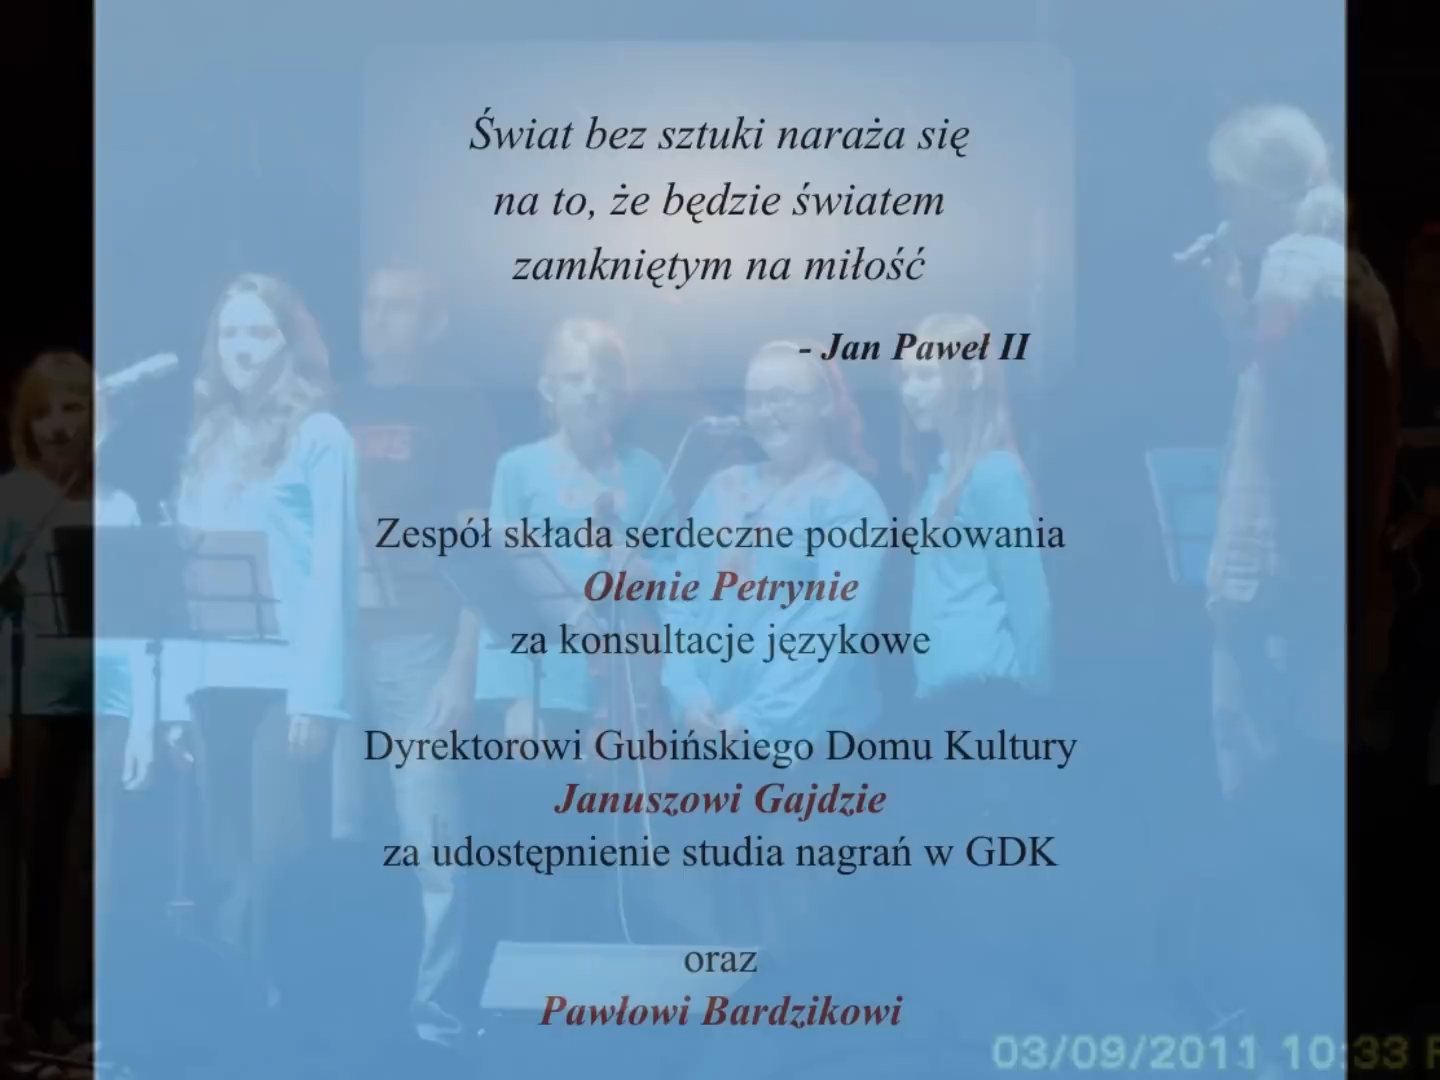 Świat bez sztuki naraża się
na to, że będzie światem
zamkniętym na miłość
- Jan Paweł II
Zespół składa serdeczne podziękowania
Olenie Petrynie
za konsultacje językowe
Dyrektorowi Gubińskiego Domu Kultury
Januszowi Gajdzie
za udostępnienie studia nagrań w GDK
oraz
Pawłowi Bardzikowi
03/09/2011 10:33